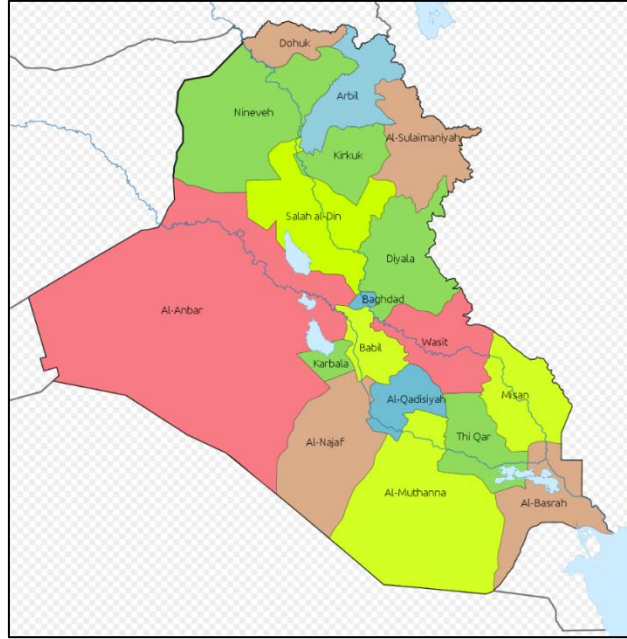 Dohuk
Arbil
Nineveh
Al-Sulaimaniyah
Kirkuk
Salah al-Din
Diyala
Baghdad
Al-Anbar
Wasit
Babil
Karbala
Al-Qadisiyah
Misan
Thi Qar
Al-Najaf
Al-Muthanna
Al-Basrah